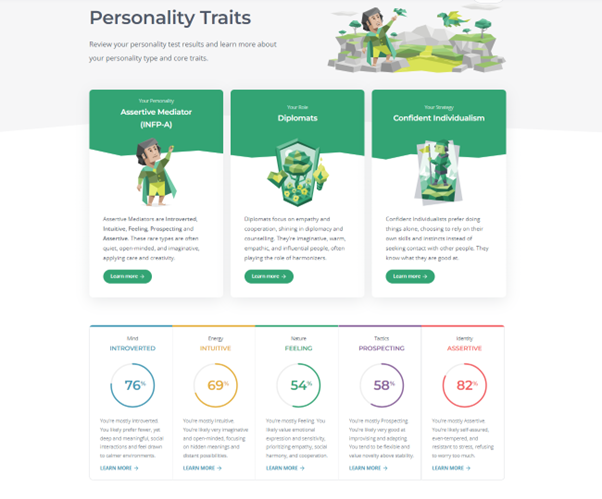 Personality Traits
Review your personality test results and learn more about
your personality type and core traits.
Your Personality
Assertive Mediator
(INFP-A)
Assertive Mediators are Introverted,
Intuitive, Feeling, Prospecting and
Assertive. These rare types are often
quiet, open-minded, and imaginative,
applying care and creativity.
Learn more →
Your Role
Diplomats
Diplomats focus on empathy and
cooperation, shining in diplomacy and
counselling. They're imaginative, warm,
empathic, and influential people, often
playing the role of harmonizers.
Learn more →
Your Strategy
Confident Individualism
Confident Individualists prefer doing
things alone, choosing to rely on their
own skills and instincts instead of
seeking contact with other people. They
know what they are good at.
Learn more →
Mind
INTROVERTED
76%
You're mostly Introverted.
You likely prefer fewer, yet
deep and meaningful, social
interactions and feel drawn
to calmer environments.
LEARN MORE →
Energy
INTUITIVE
69%
You're mostly Intuitive.
You're likely very imaginative
and open-minded, focusing
on hidden meanings and
distant possibilities.
LEARN MORE →
Nature
FEELING
54%
You're mostly Feeling. You
likely value emotional
expression and sensitivity,
prioritizing empathy, social
harmony, and cooperation.
LEARN MORE →
Tactics
PROSPECTING
58%
You're mostly Prospecting.
You're likely very good at
improvising and adapting.
You tend to be flexible and
value novelty above stability.
LEARN MORE →
Identity
ASSERTIVE
82%
You're mostly Assertive.
You're likely self-assured,
even-tempered, and
resistant to stress, refusing
to worry too much.
LEARN MORE →